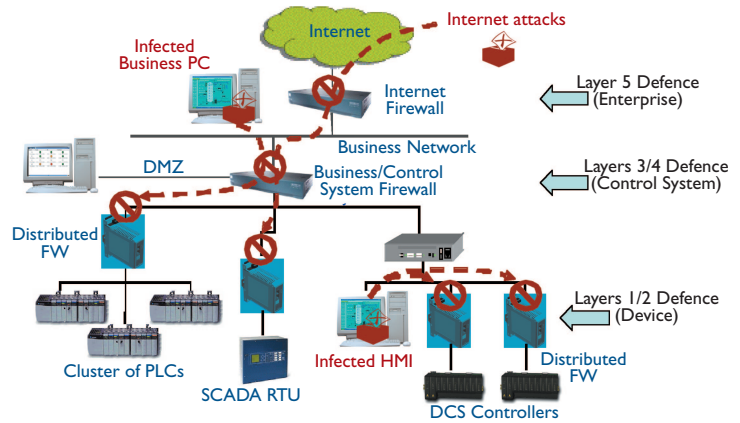 Internet
Internet attacks
Infected
Business PC
Internet
Firewall
Layer 5 Defence
(Enterprise)
Business Network
DMZ
Business/Control
System Firewall
Layers 3/4 Defence
(Control System)
Distributed
FW
Layers 1/2 Defence
(Device)
Cluster of PLCs
SCADA RTU
Infected HMI
Distributed
FW
DCS Controllers